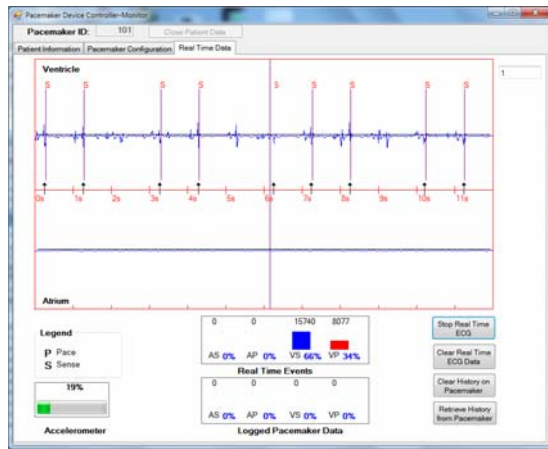 Pacemaker Device Controller-Monitor
Pacemaker ID: 101 Close Patient Data
Patient Information Pacemaker Configuration Real Time Data
1
Ventricle
S S S S S S S S S
0s 1s 2s 3s 4s 5s 6s 7s 8s 9s 10s 11s
Atrium
Legend
P Pace
S Sense
19%
Accelerometer
0 0 15740 8077
AS 0% AP 0% VS 66% VP 34%
Real Time Events
0 0 0 0
AS 0% AP 0% VS 0% VP 0%
Logged Pacemaker Data
Stop Real Time
ECG
Clear Real Time
ECG Data
Clear History on
Pacemaker
Retrieve History
from Pacemaker